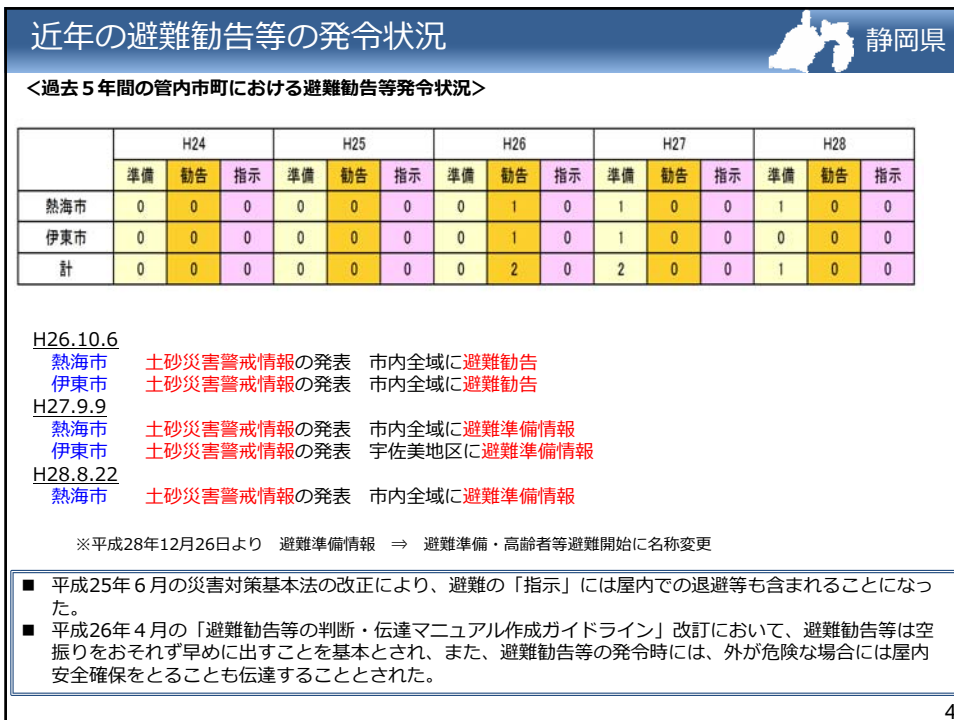 近年の避難勧告等の発令状況
静岡県
<過去５年間の管内市町における避難勧告等発令状況>
H24 H25 H26 H27 H28
準備 勧告 指示 準備 勧告 指示 準備 勧告 指示 準備 勧告 指示 準備 勧告 指示
熱海市 0 0 0 0 0 0 0 1 0 1 0 0 1 0 0
伊東市 0 0 0 0 0 0 0 1 0 1 0 0 0 0 0
計 0 0 0 0 0 0 0 2 0 2 0 0 1 0 0
H26.10.6
熱海市 土砂災害警戒情報の発表 市内全域に避難勧告
伊東市 土砂災害警戒情報の発表 市内全域に避難勧告
H27.9.9
熱海市 土砂災害警戒情報の発表 市内全域に避難準備情報
伊東市 土砂災害警戒情報の発表 宇佐美地区に避難準備情報
H28.8.22
熱海市 土砂災害警戒情報の発表 市内全域に避難準備情報
※平成28年12月26日より 避難準備情報 ⇒ 避難準備・高齢者等避難開始に名称変更
■ 平成25年６月の災害対策基本法の改正により、避難の「指示」には屋内での退避等も含まれることになっ
た。
■ 平成26年４月の「避難勧告等の判断・伝達マニュアル作成ガイドライン」改訂において、避難勧告等は空
振りをおそれず早めに出すことを基本とされ、また、避難勧告等の発令時には、外が危険な場合には屋内
安全確保をとることも伝達することとされた。
4